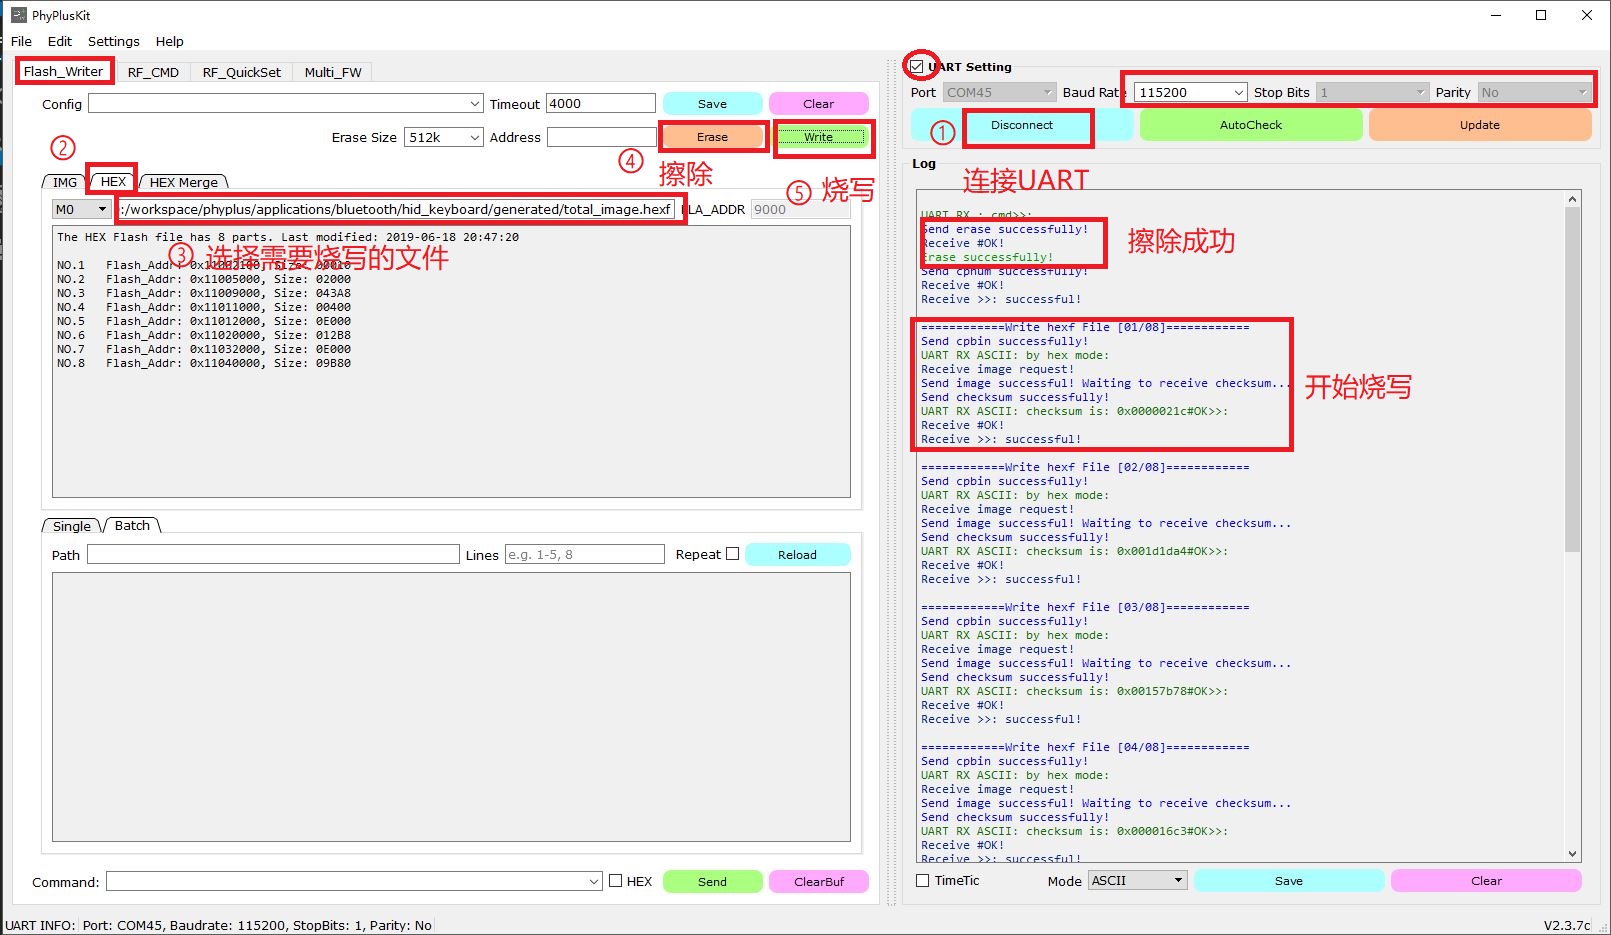 PhyPlusKit
File Edit Settings Help
Flash_Writer RF_CMD RF_QuickSet Multi_FW
Config Timeout 4000 Save Clear
Erase Size 512k Address Erase Write
② ④ 擦除 ⑤ 烧写
IMG HEX HEX Merge
M0 :/workspace/phyplus/applications/bluetooth/hid_keyboard/generated/total_image.hexf LA_ADDR 9000
The HEX Flash file has 8 parts. Last modified: 2019-06-18 20:47:20
③ 选择需要烧写的文件
NO.1 Flash_Addr:
NO.2 Flash_Addr: 0x11005000, Size: 02000
NO.3 Flash_Addr: 0x11009000, Size: 043A8
NO.4 Flash_Addr: 0x11011000, Size: 00400
NO.5 Flash_Addr: 0x11012000, Size: 0E000
NO.6 Flash_Addr: 0x11020000, Size: 012B8
NO.7 Flash_Addr: 0x11032000, Size: 0E000
NO.8 Flash_Addr: 0x11040000, Size: 09B80
Single Batch
Path Lines e.g. 1-5, 8 Repeat Reload
Command: HEX Send ClearBuf
UART INFO: Port: COM45, Baudrate: 115200, StopBits: 1, Parity: No
UART Setting
Port COM45 Baud Rate 115200 Stop Bits 1 Parity No
① Disconnect AutoCheck Update
Log
连接UART
UART RX : cmd>>:
Send erase successfully!
Receive #OK!
Erase successfully!
擦除成功
Send cpnum successfully!
Receive #OK!
Receive >>: successful!
============Write hexf File [01/08]============
Send cpbin successfully!
UART RX ASCII: by hex mode:
Receive image request!
Send image successful! Waiting to receive checksum...
Send checksum successfully!
UART RX ASCII: checksum is: 0x0000021c#OK>>:
Receive #OK!
Receive >>: successful!
开始烧写
============Write hexf File [02/08]============
Send cpbin successfully!
UART RX ASCII: by hex mode:
Receive image request!
Send image successful! Waiting to receive checksum...
Send checksum successfully!
UART RX ASCII: checksum is: 0x001d1da4#OK>>:
Receive #OK!
Receive >>: successful!
============Write hexf File [03/08]============
Send cpbin successfully!
UART RX ASCII: by hex mode:
Receive image request!
Send image successful! Waiting to receive checksum...
Send checksum successfully!
UART RX ASCII: checksum is: 0x00157b78#OK>>:
Receive #OK!
Receive >>: successful!
============Write hexf File [04/08]============
Send cpbin successfully!
UART RX ASCII: by hex mode:
Receive image request!
Send image successful! Waiting to receive checksum...
Send checksum successfully!
UART RX ASCII: checksum is: 0x000016c3#OK>>:
Receive #OK!
Receive >>: successful!
TimeTic Mode ASCII Save Clear
V2.3.7c